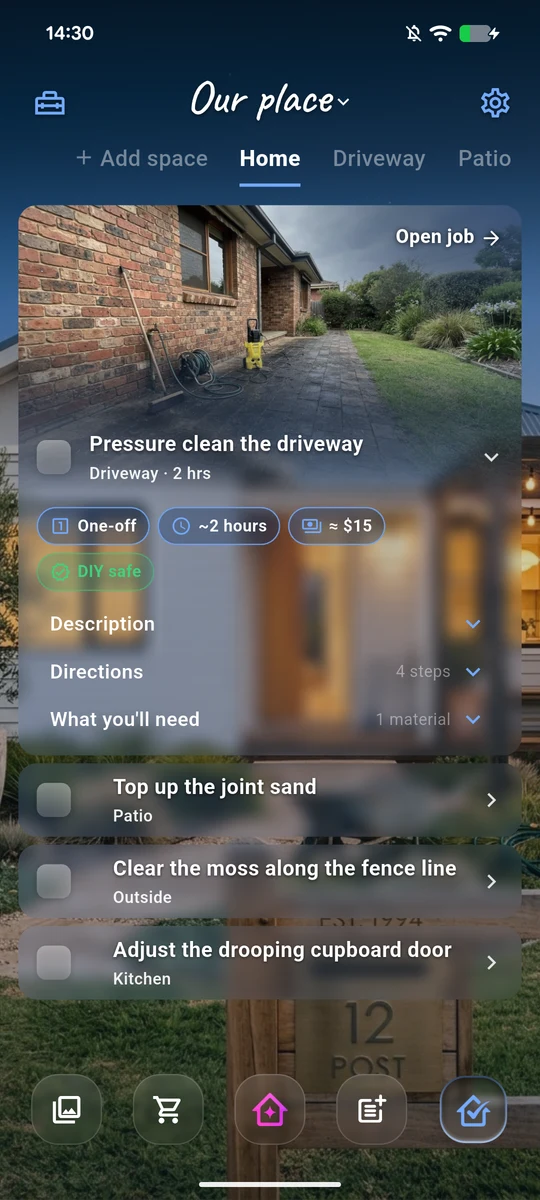 14:30
Our place
+ Add space
Home
Driveway
Patio
Open job →
Pressure clean the driveway
Driveway · 2 hrs
1 One-off
~2 hours
≈ $15
DIY safe
Description
Directions
4 steps
What you'll need
1 material
Top up the joint sand
Patio
Clear the moss along the fence line
Outside
EST. 1994
Adjust the drooping cupboard door
Kitchen
12
POST